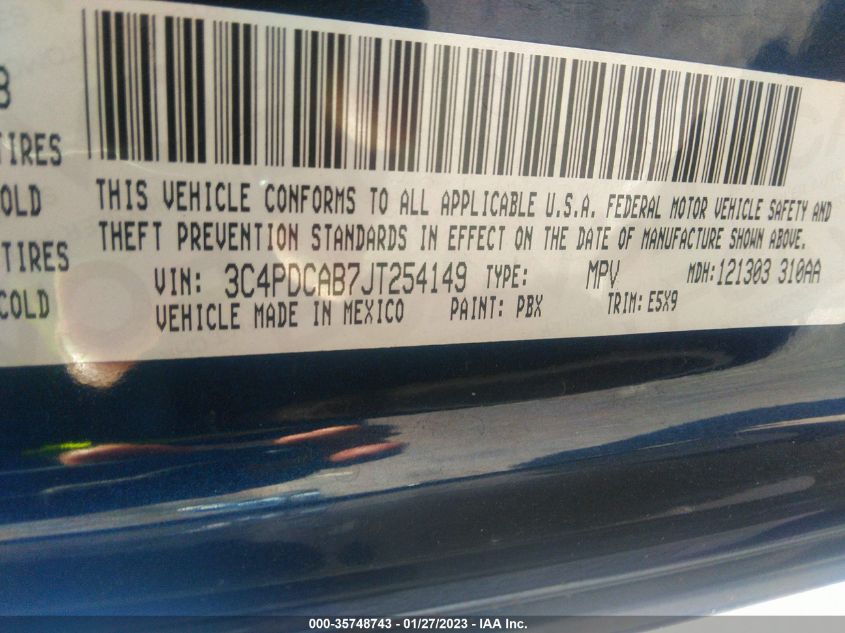 3
TIRES
COLD
TIRES
COLD
THIS VEHICLE CONFORMS TO ALL APPLICABLE U.S.A. FEDERAL MOTOR VEHICLE SAFETY AND
THEFT PREVENTION STANDARDS IN EFFECT ON THE DATE OF MANUFACTURE SHOWN ABOVE.
VIN: 3C4PDCAB7JT254149 TYPE: MPV MDH:121303 310AA
VEHICLE MADE IN MEXICO PAINT: PBX TRIM: E5X9
000-35748743 / 01/27/2023 - IAA Inc.